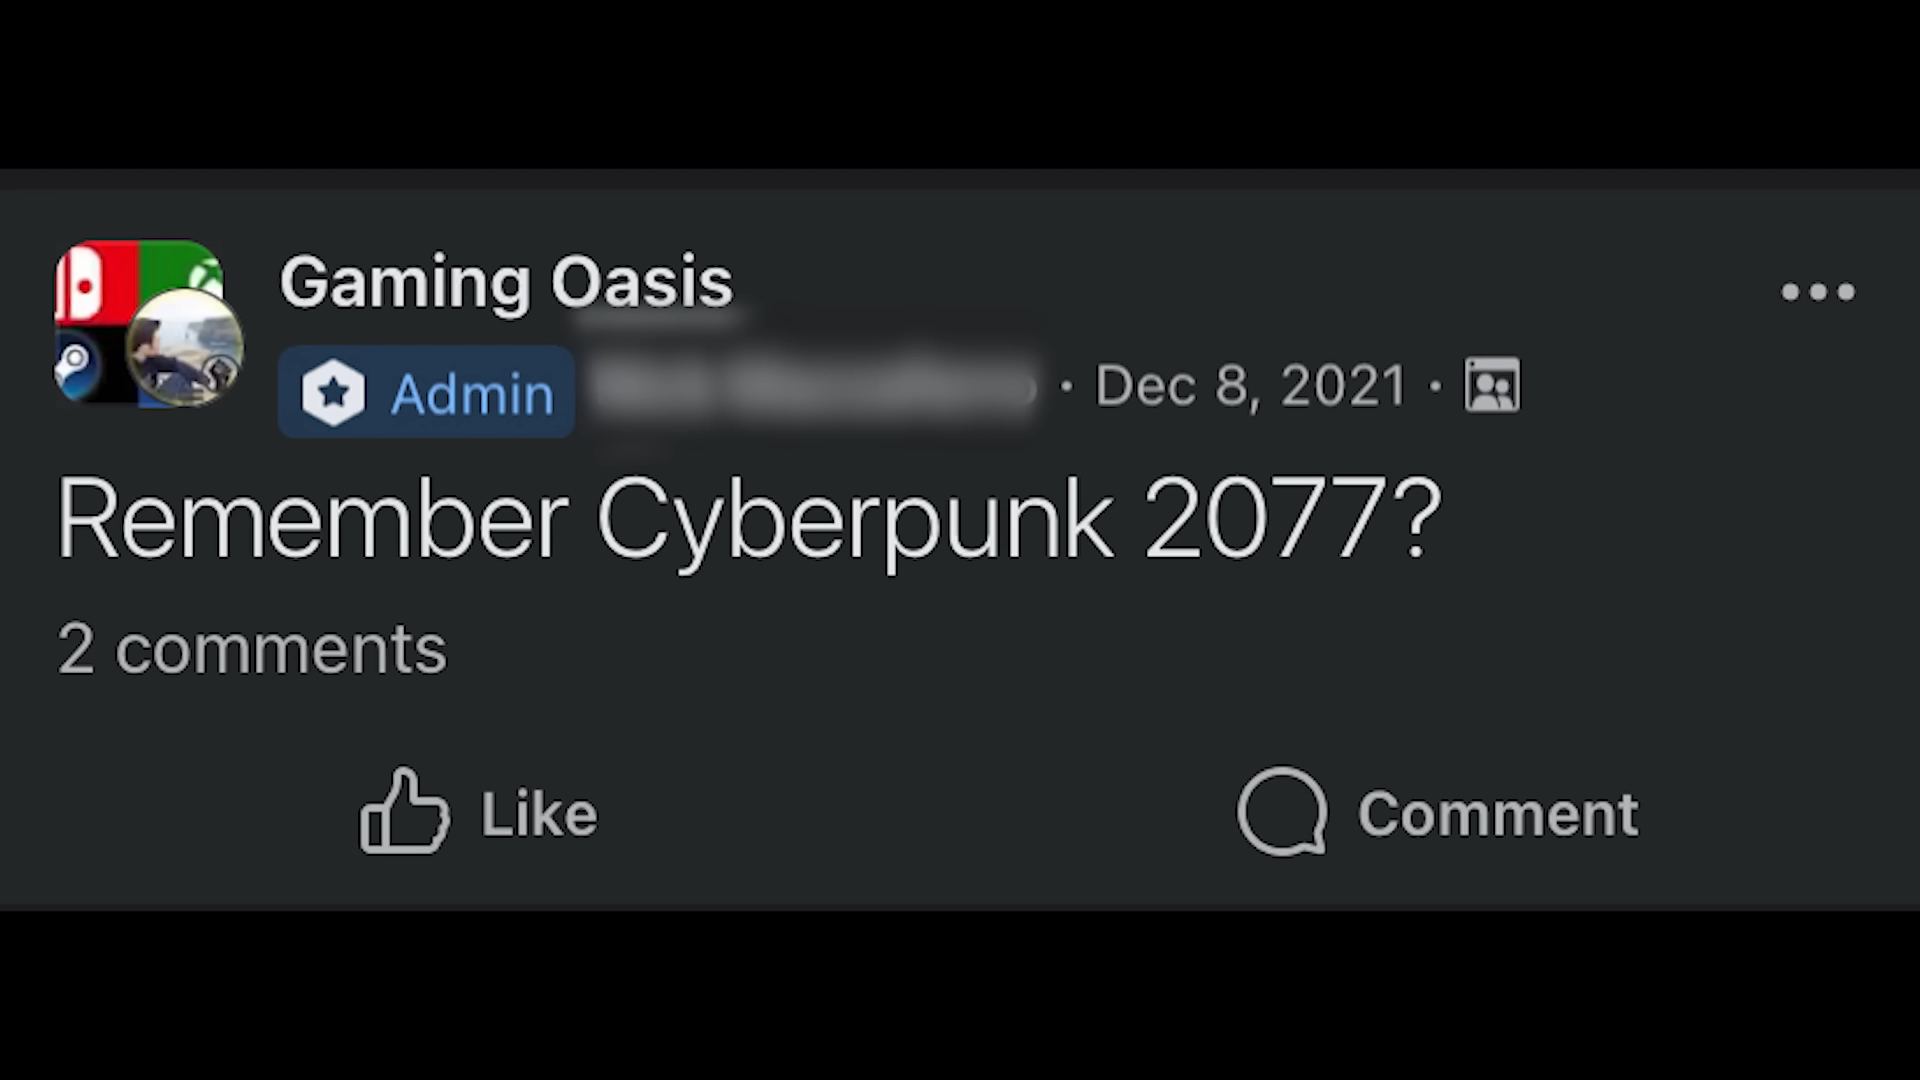 Gaming Oasis
Admin · Dec 8, 2021 ·
Remember Cyberpunk 2077?
2 comments
Like
Comment